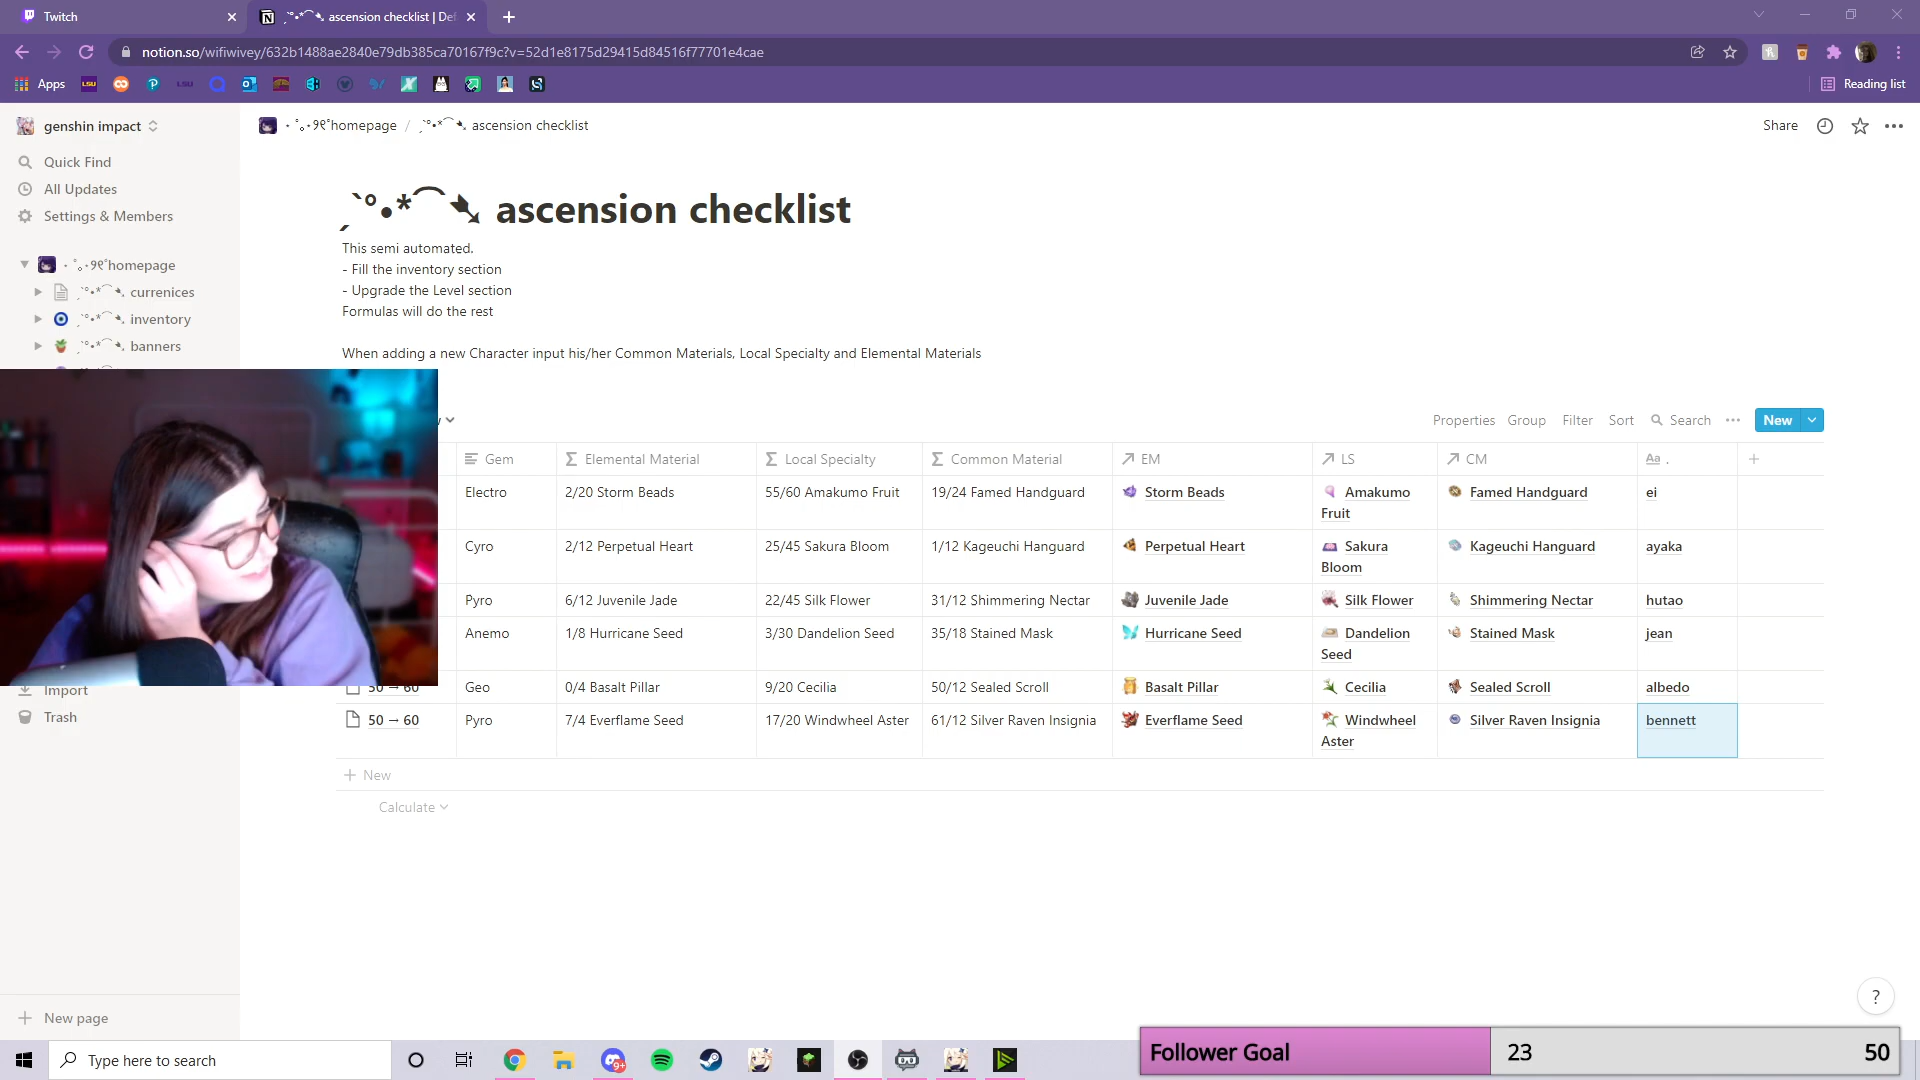 Twitch
ascension checklist | Def
notion.so/wifiwivey/632b1488ae2840e79db385ca70167f9c?v=52d1e8175d29415d84516f77701e4cae
Apps
LSU
LSU
Reading list
genshin impact
homepage / ascension checklist
Share
Quick Find
All Updates
Settings & Members
homepage
currenices
inventory
banners
Import
Trash
New page
ascension checklist
This semi automated.
- Fill the inventory section
- Upgrade the Level section
Formulas will do the rest
When adding a new Character input his/her Common Materials, Local Specialty and Elemental Materials
Properties Group Filter Sort Search New
Gem Elemental Material Local Specialty Common Material EM LS CM Aa .
Electro 2/20 Storm Beads 55/60 Amakumo Fruit 19/24 Famed Handguard Storm Beads Amakumo Fruit Famed Handguard ei
Cyro 2/12 Perpetual Heart 25/45 Sakura Bloom 1/12 Kageuchi Hanguard Perpetual Heart Sakura Bloom Kageuchi Hanguard ayaka
Pyro 6/12 Juvenile Jade 22/45 Silk Flower 31/12 Shimmering Nectar Juvenile Jade Silk Flower Shimmering Nectar hutao
Anemo 1/8 Hurricane Seed 3/30 Dandelion Seed 35/18 Stained Mask Hurricane Seed Dandelion Seed Stained Mask jean
50 → 60 Geo 0/4 Basalt Pillar 9/20 Cecilia 50/12 Sealed Scroll Basalt Pillar Cecilia Sealed Scroll albedo
50 → 60 Pyro 7/4 Everflame Seed 17/20 Windwheel Aster 61/12 Silver Raven Insignia Everflame Seed Windwheel Aster Silver Raven Insignia bennett
New
Calculate
?
Type here to search
9+
Follower Goal 23 50